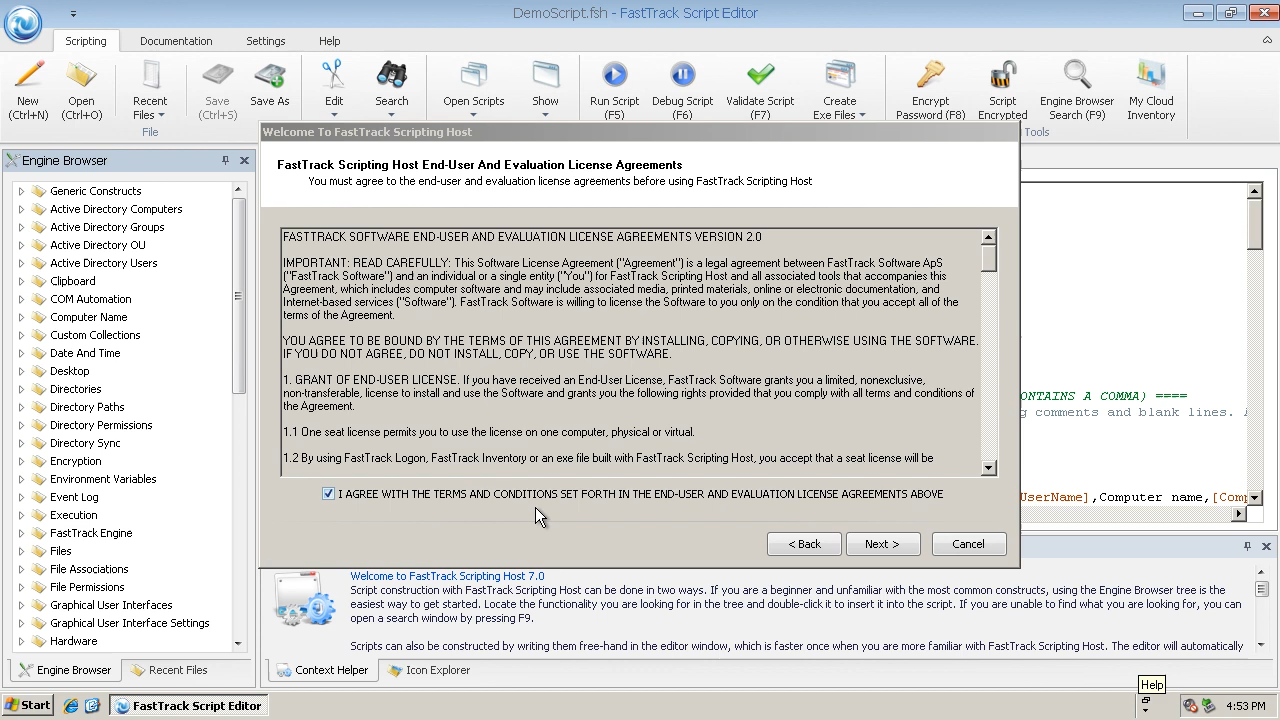 DemoScript.fsh - FastTrack Script Editor
Scripting Documentation Settings Help
New (Ctrl+N)
Open (Ctrl+O)
Recent Files
Save (Ctrl+S)
Save As
Edit
Search
Open Scripts
Show
Run Script (F5)
Debug Script (F6)
Validate Script (F7)
Create Exe Files
Encrypt Password (F8)
Script Encrypted
Engine Browser Search (F9)
My Cloud Inventory
File
Tools
Engine Browser
Generic Constructs
Active Directory Computers
Active Directory Groups
Active Directory OU
Active Directory Users
Clipboard
COM Automation
Computer Name
Custom Collections
Date And Time
Desktop
Directories
Directory Paths
Directory Permissions
Directory Sync
Encryption
Environment Variables
Event Log
Execution
FastTrack Engine
Files
File Associations
File Permissions
Graphical User Interfaces
Graphical User Interface Settings
Hardware
Engine Browser Recent Files
Welcome To FastTrack Scripting Host
FastTrack Scripting Host End-User And Evaluation License Agreements
You must agree to the end-user and evaluation license agreements before using FastTrack Scripting Host
FASTTRACK SOFTWARE END-USER AND EVALUATION LICENSE AGREEMENTS VERSION 2.0
IMPORTANT: READ CAREFULLY: This Software License Agreement ("Agreement") is a legal agreement between FastTrack Software ApS
("FastTrack Software") and an individual or a single entity ("You") for FastTrack Scripting Host and all associated tools that accompanies this
Agreement, which includes computer software and may include associated media, printed materials, online or electronic documentation, and
Internet-based services ("Software"). FastTrack Software is willing to license the Software to you only on the condition that you accept all of the
terms of the Agreement.
YOU AGREE TO BE BOUND BY THE TERMS OF THIS AGREEMENT BY INSTALLING, COPYING, OR OTHERWISE USING THE SOFTWARE.
IF YOU DO NOT AGREE, DO NOT INSTALL, COPY, OR USE THE SOFTWARE.
1. GRANT OF END-USER LICENSE. If you have received an End-User License, FastTrack Software grants you a limited, nonexclusive,
non-transferable, license to install and use the Software and grants you the following rights provided that you comply with all terms and conditions of
the Agreement.
1.1 One seat license permits you to use the license on one computer, physical or virtual.
1.2 By using FastTrack Logon, FastTrack Inventory or an exe file built with FastTrack Scripting Host, you accept that a seat license will be
I AGREE WITH THE TERMS AND CONDITIONS SET FORTH IN THE END-USER AND EVALUATION LICENSE AGREEMENTS ABOVE
< Back Next > Cancel
ONTAINS A COMMA) ====
ng comments and blank lines.
UserName],Computer name,[Com
Welcome to FastTrack Scripting Host 7.0
Script construction with FastTrack Scripting Host can be done in two ways. If you are a beginner and unfamiliar with the most common constructs, using the Engine Browser tree is the
easiest way to get started. Locate the functionality you are looking for in the tree and double-click it to insert it into the script. If you are unable to find what you are looking for, you can
open a search window by pressing F9.
Scripts can also be constructed by writing them free-hand in the editor window, which is faster once when you are more familiar with FastTrack Scripting Host. The editor will automatically
Context Helper Icon Explorer
Help
Start FastTrack Script Editor 4:53 PM